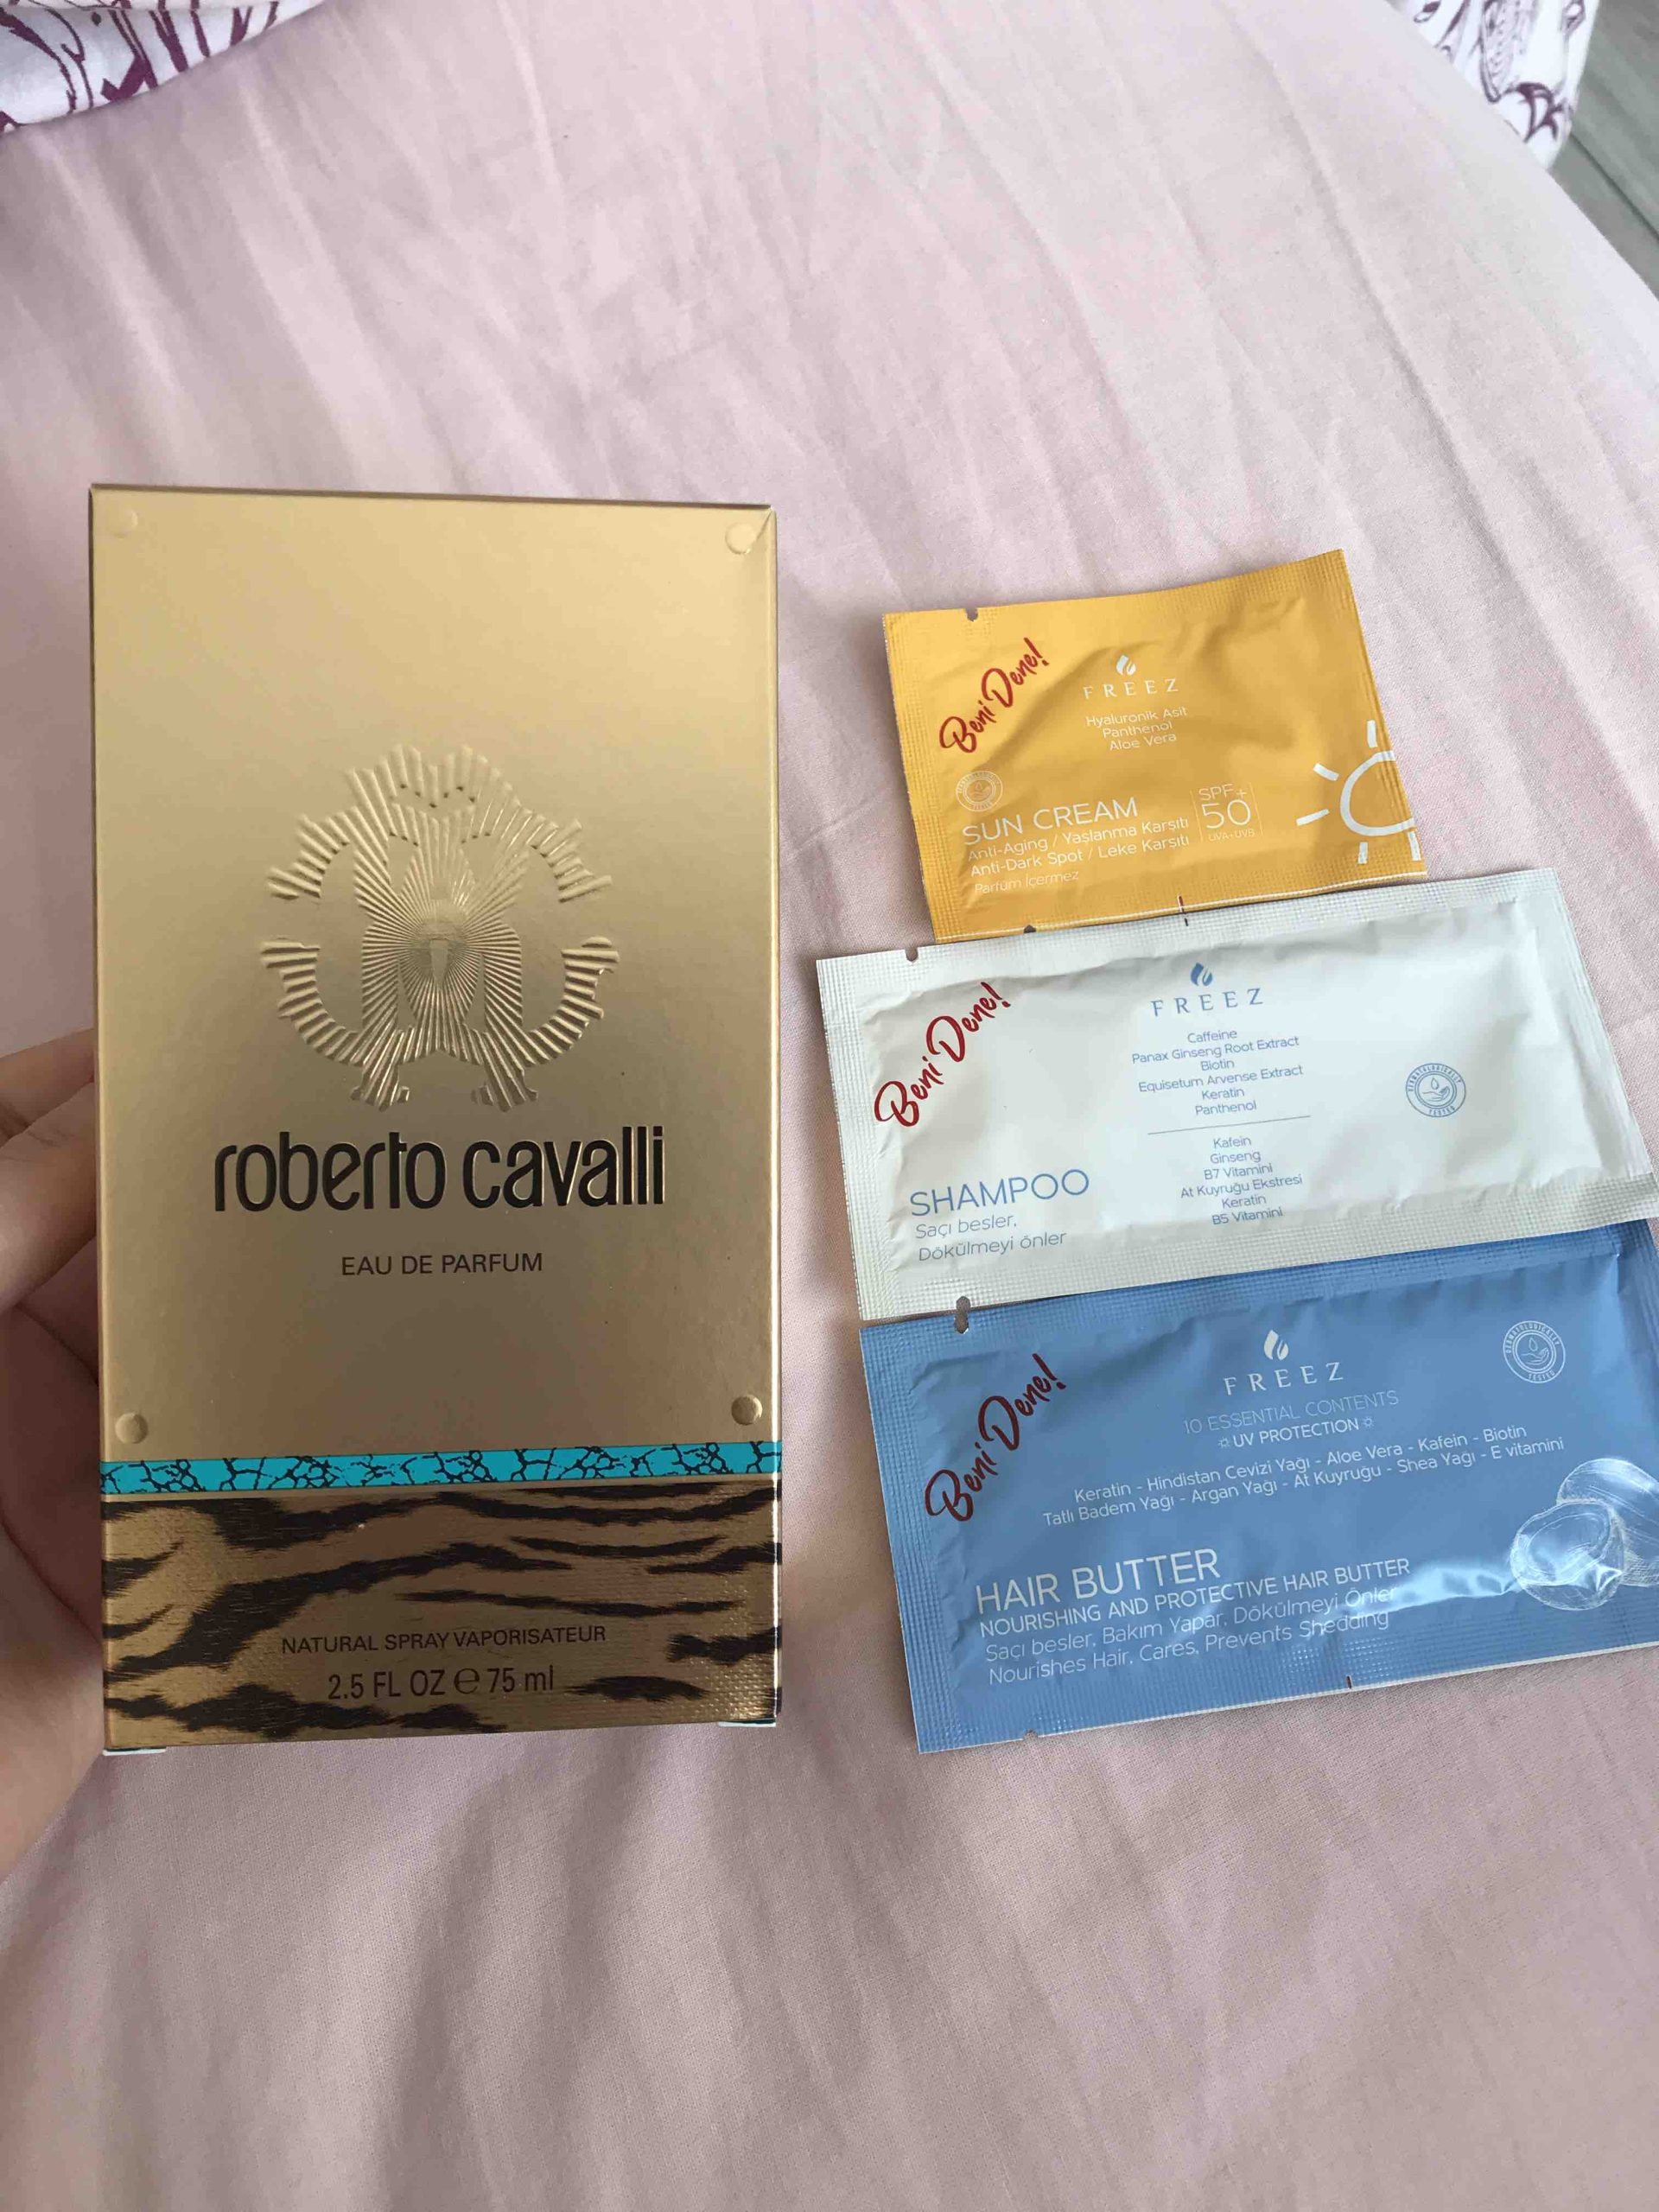 roberto cavalli
EAU DE PARFUM
NATURAL SPRAY VAPORISATEUR
2.5 FL OZ ℮ 75 ml
Beni Dene!
FREEZ
Hyaluronik Asit
Panthenol
Aloe Vera
SUN CREAM
Anti-Aging / Yaşlanma Karşıtı
Anti-Dark Spot / Leke Karşıtı
Parfüm İçermez
SPF+
50
UVA-UVB
Beni Dene!
FREEZ
Caffeine
Panax Ginseng Root Extract
Biotin
Equisetum Arvense Extract
Keratin
Panthenol
Kafein
Ginseng
B7 Vitamini
At Kuyruğu Ekstresi
Keratin
B5 Vitamini
SHAMPOO
Saçı besler,
Dökülmeyi önler
DERMATOLOGICALLY
TESTED
Beni Dene!
FREEZ
10 ESSENTIAL CONTENTS
UV PROTECTION
Keratin - Hindistan Cevizi Yağı - Aloe Vera - Kafein - Biotin
Tatlı Badem Yağı - Argan Yağı - At Kuyruğu - Shea Yağı - E vitamini
HAIR BUTTER
NOURISHING AND PROTECTIVE HAIR BUTTER
Saçı besler, Bakım Yapar, Dökülmeyi Önler
Nourishes Hair, Cares, Prevents Shedding
DERMATOLOGICALLY
TESTED